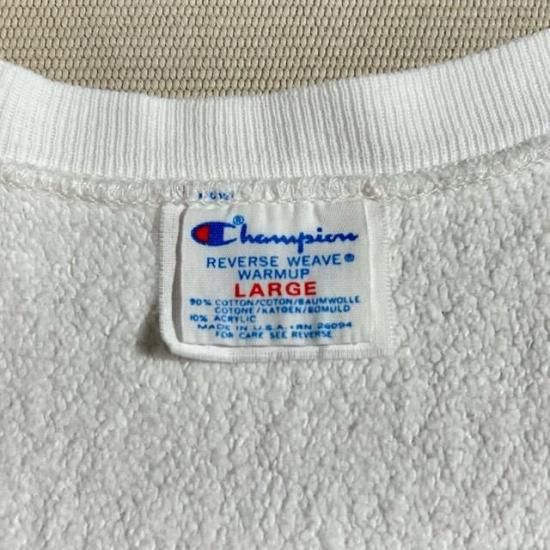 Champion®
REVERSE WEAVE®
WARMUP
LARGE
90% COTTON/COTON/BAUMWOLLE
COTONE/KATOEN/BOMULD
10% ACRYLIC
MADE IN U.S.A. · RN 26094
FOR CARE SEE REVERSE